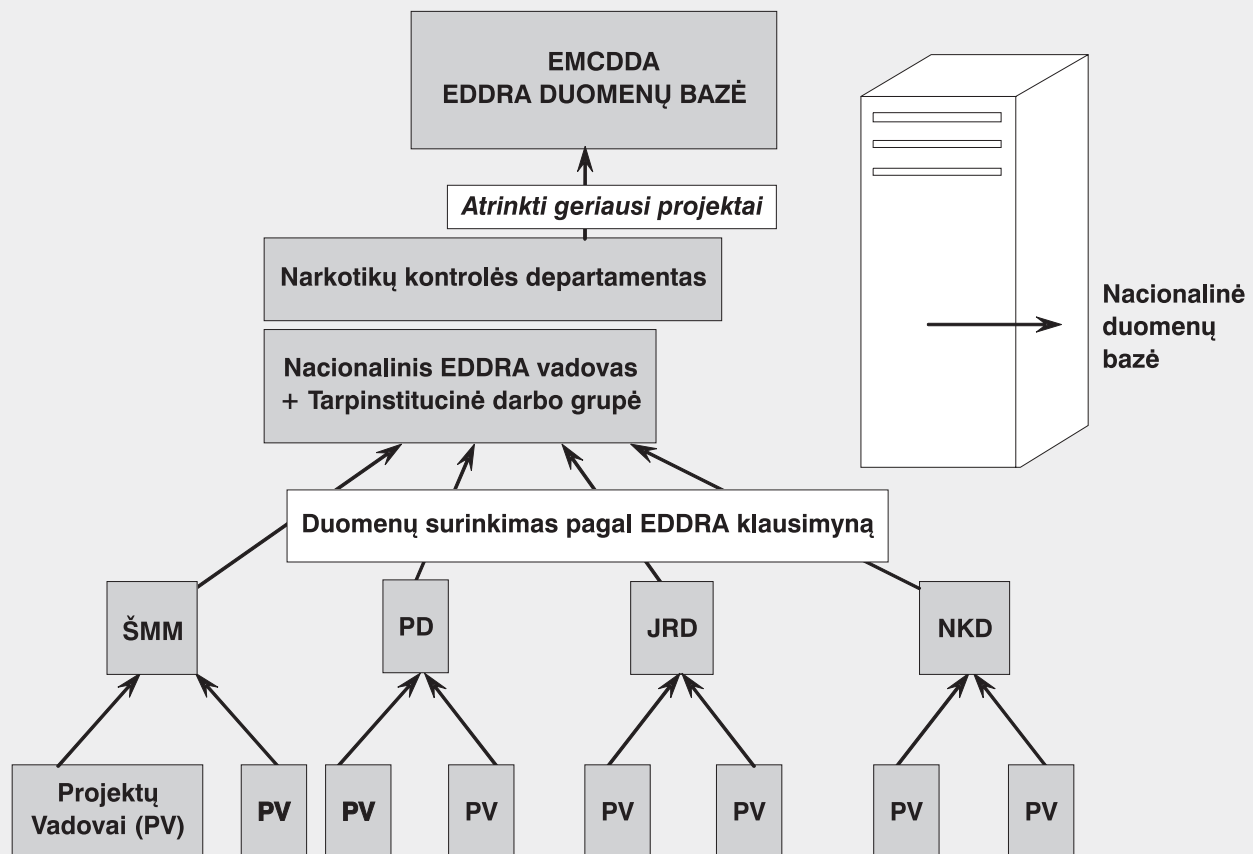 EMCDDA
EDDRA DUOMENŲ BAZĖ
Atrinkti geriausi projektai
Narkotikų kontrolės departamentas
Nacionalinis EDDRA vadovas
+ Tarpinstitucinė darbo grupė
Nacionalinė
duomenų
bazė
Duomenų surinkimas pagal EDDRA klausimyną
ŠMM
PD
JRD
NKD
Projektų
Vadovai (PV)
PV
PV
PV
PV
PV
PV
PV